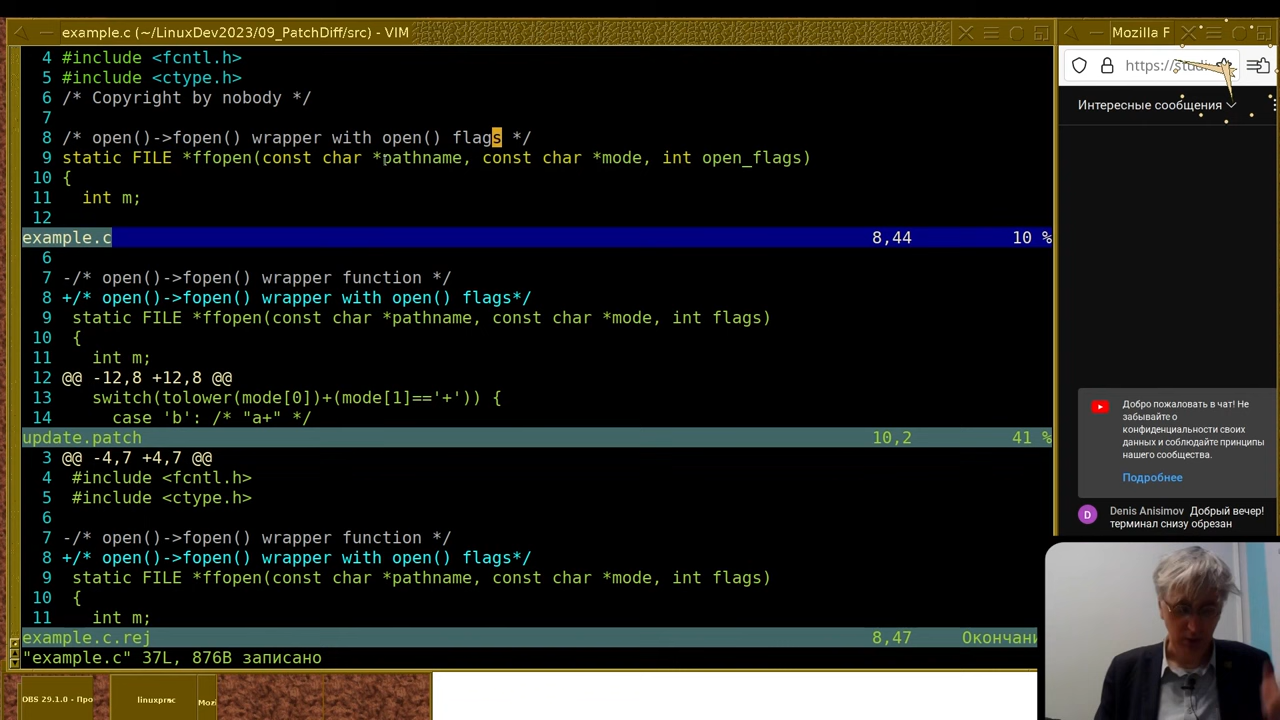 example.c (~/LinuxDev2023/09_PatchDiff/src) - VIM
4 #include <fcntl.h>
5 #include <ctype.h>
6 /* Copyright by nobody */
7
8 /* open()->fopen() wrapper with open() flags */
9 static FILE *ffopen(const char *pathname, const char *mode, int open_flags)
10 {
11   int m;
12
example.c 8,44 10 %
6
7 -/* open()->fopen() wrapper function */
8 +/* open()->fopen() wrapper with open() flags*/
9  static FILE *ffopen(const char *pathname, const char *mode, int flags)
10  {
11    int m;
12 @@ -12,8 +12,8 @@
13    switch(tolower(mode[0])+(mode[1]=='+')) {
14      case 'b': /* "a+" */
update.patch 10,2 41 %
3 @@ -4,7 +4,7 @@
4  #include <fcntl.h>
5  #include <ctype.h>
6
7 -/* open()->fopen() wrapper function */
8 +/* open()->fopen() wrapper with open() flags*/
9  static FILE *ffopen(const char *pathname, const char *mode, int flags)
10  {
11    int m;
example.c.rej 8,47 Окончани
"example.c" 37L, 876B записано
OBS 29.1.0 - Про
linuxprac
Moz
Mozilla F
https://studi
Интересные сообщения
Добро пожаловать в чат! Не
забывайте о
конфиденциальности своих
данных и соблюдайте принципы
нашего сообщества.
Подробнее
D Denis Anisimov Добрый вечер!
терминал снизу обрезан